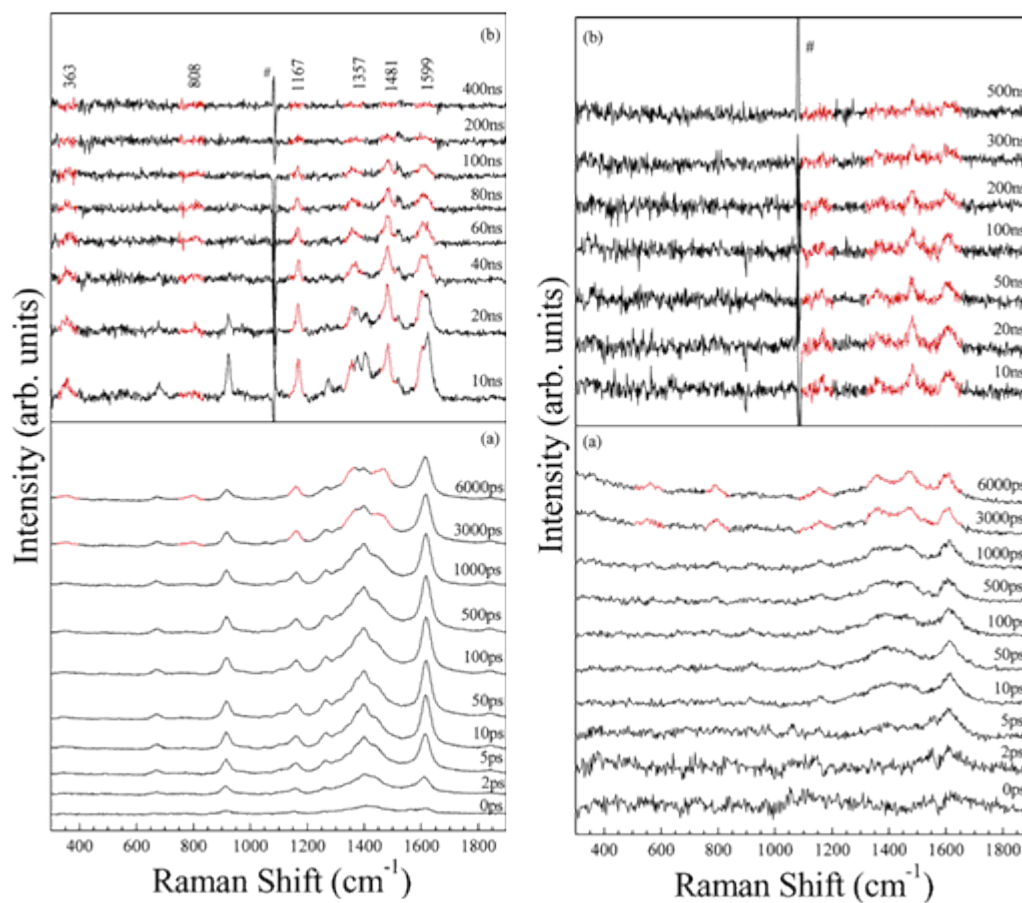 (b)
363
808
#
1167
1357
1481
1599
400ns
200ns
100ns
80ns
60ns
40ns
20ns
10ns
(a)
6000ps
3000ps
1000ps
500ps
100ps
50ps
10ps
5ps
2ps
0ps
Intensity (arb. units)
400 600 800 1000 1200 1400 1600 1800
Raman Shift (cm⁻¹)
(b)
#
500ns
300ns
200ns
100ns
50ns
20ns
10ns
(a)
6000ps
3000ps
1000ps
500ps
100ps
50ps
10ps
5ps
2ps
0ps
Intensity (arb. units)
400 600 800 1000 1200 1400 1600 1800
Raman Shift (cm⁻¹)